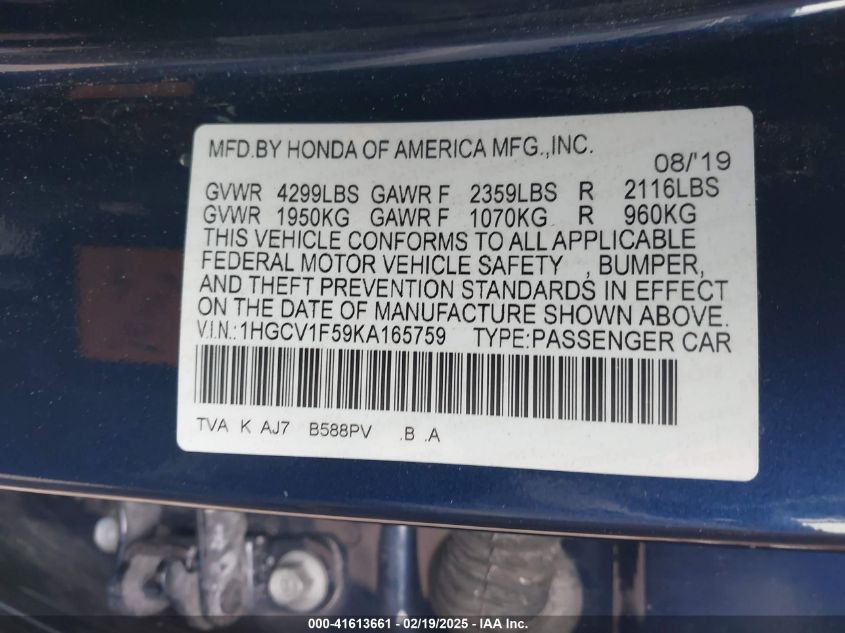 MFD.BY HONDA OF AMERICA MFG.,INC.
08/'19
GVWR 4299LBS GAWR F 2359LBS R 2116LBS
GVWR 1950KG GAWR F 1070KG R 960KG
THIS VEHICLE CONFORMS TO ALL APPLICABLE
FEDERAL MOTOR VEHICLE SAFETY , BUMPER,
AND THEFT PREVENTION STANDARDS IN EFFECT
ON THE DATE OF MANUFACTURE SHOWN ABOVE.
V.I.N.:1HGCV1F59KA165759 TYPE:PASSENGER CAR
TVA K AJ7 B588PV .B .A
000-41613661 - 02/19/2025 - IAA Inc.